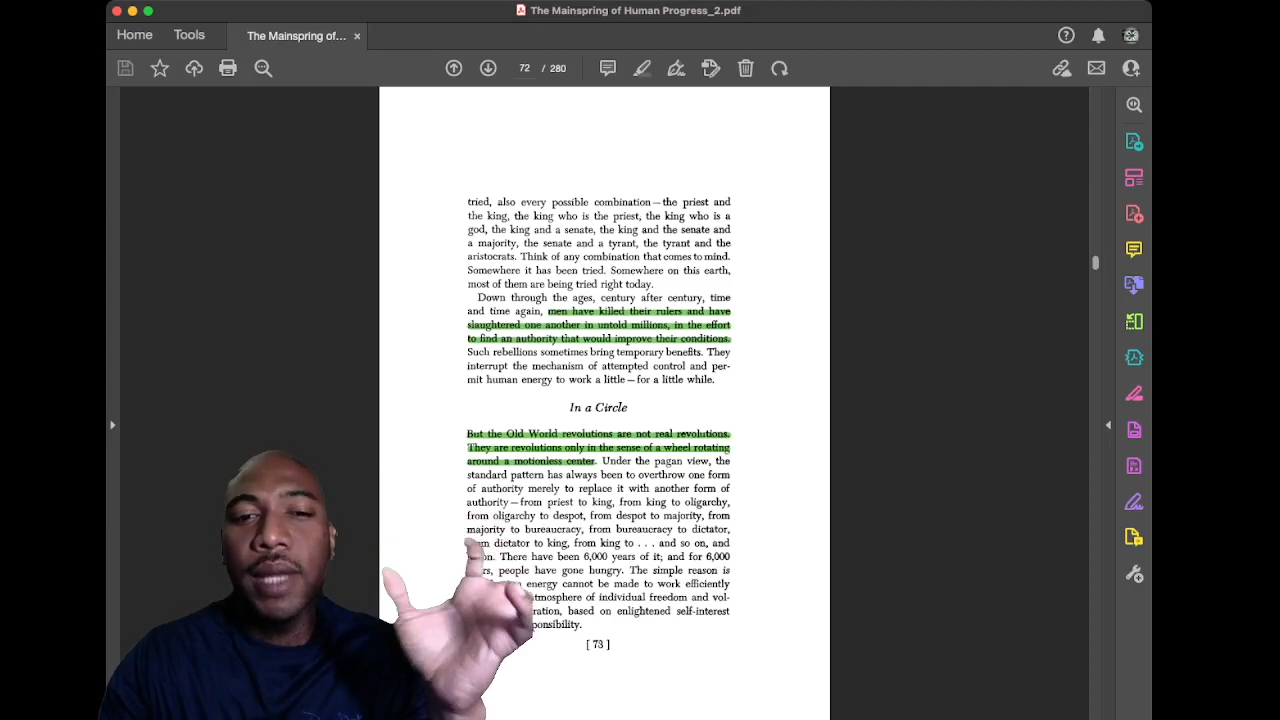 The Mainspring of Human Progress_2.pdf
Home Tools The Mainspring of... ×
72 / 280
tried, also every possible combination—the priest and
the king, the king who is the priest, the king who is a
god, the king and a senate, the king and the senate and
a majority, the senate and a tyrant, the tyrant and the
aristocrats. Think of any combination that comes to mind.
Somewhere it has been tried. Somewhere on this earth,
most of them are being tried right today.
Down through the ages, century after century, time
and time again, men have killed their rulers and have
slaughtered one another in untold millions, in the effort
to find an authority that would improve their conditions.
Such rebellions sometimes bring temporary benefits. They
interrupt the mechanism of attempted control and per-
mit human energy to work a little—for a little while.
In a Circle
But the Old World revolutions are not real revolutions.
They are revolutions only in the sense of a wheel rotating
around a motionless center. Under the pagan view, the
standard pattern has always been to overthrow one form
of authority merely to replace it with another form of
authority—from priest to king, from king to oligarchy,
from oligarchy to despot, from despot to majority, from
majority to bureaucracy, from bureaucracy to dictator,
dictator to king, from king to . . . and so on, and
on. There have been 6,000 years of it; and for 6,000
people have gone hungry. The simple reason is
energy cannot be made to work efficiently
of individual freedom and vol-
based on enlightened self-interest
[ 73 ]